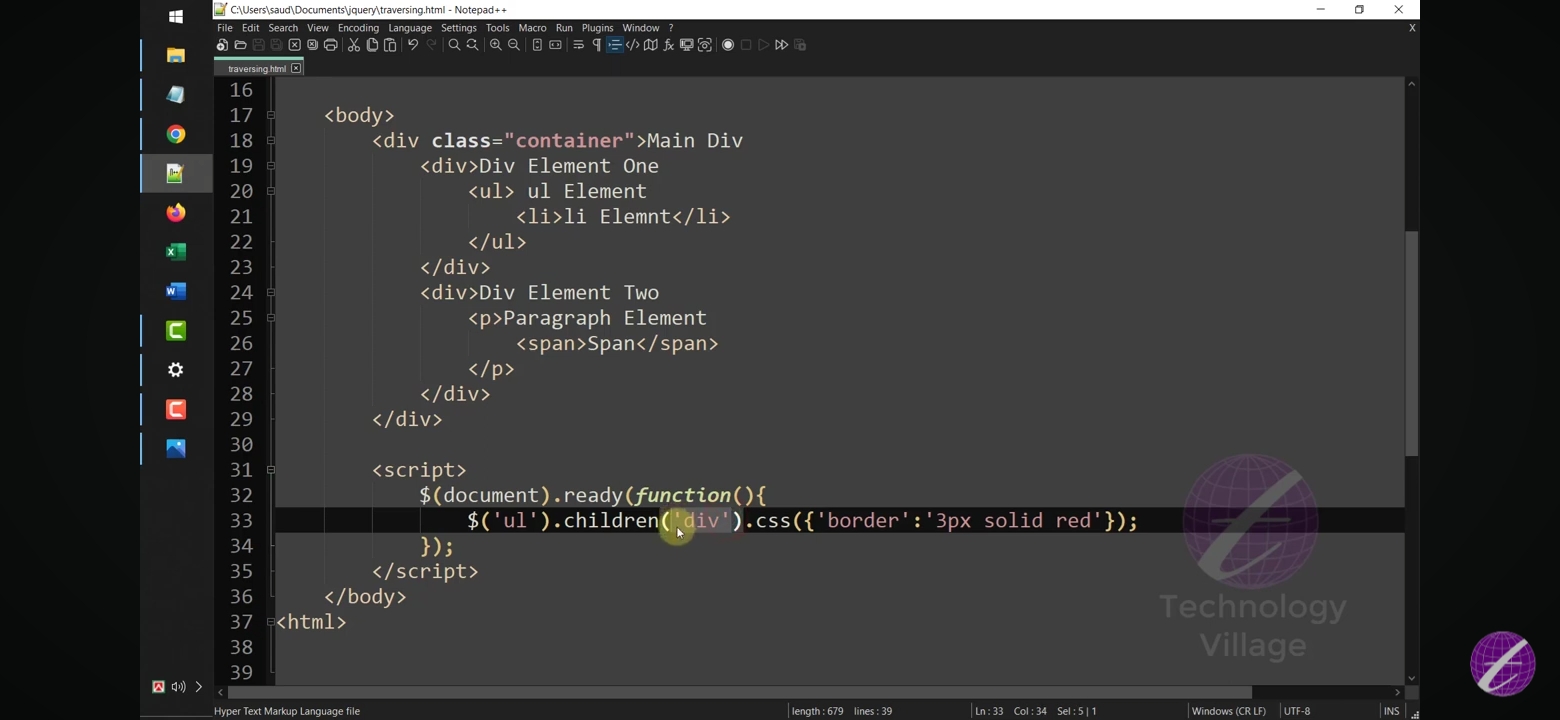 C:\Users\saud\Documents\jquery\traversing.html - Notepad++
File Edit Search View Encoding Language Settings Tools Macro Run Plugins Window ? X
traversing.html
16
17 <body>
18 <div class="container">Main Div
19 <div>Div Element One
20 <ul> ul Element
21 <li>li Elemnt</li>
22 </ul>
23 </div>
24 <div>Div Element Two
25 <p>Paragraph Element
26 <span>Span</span>
27 </p>
28 </div>
29 </div>
30
31 <script>
32 $(document).ready(function(){
33 $('ul').children('div').css({'border':'3px solid red'});
34 });
35 </script>
36 </body>
37 <html>
38
39
Technology
Village
Hyper Text Markup Language file length : 679 lines : 39 Ln : 33 Col : 34 Sel : 5 | 1 Windows (CR LF) UTF-8 INS